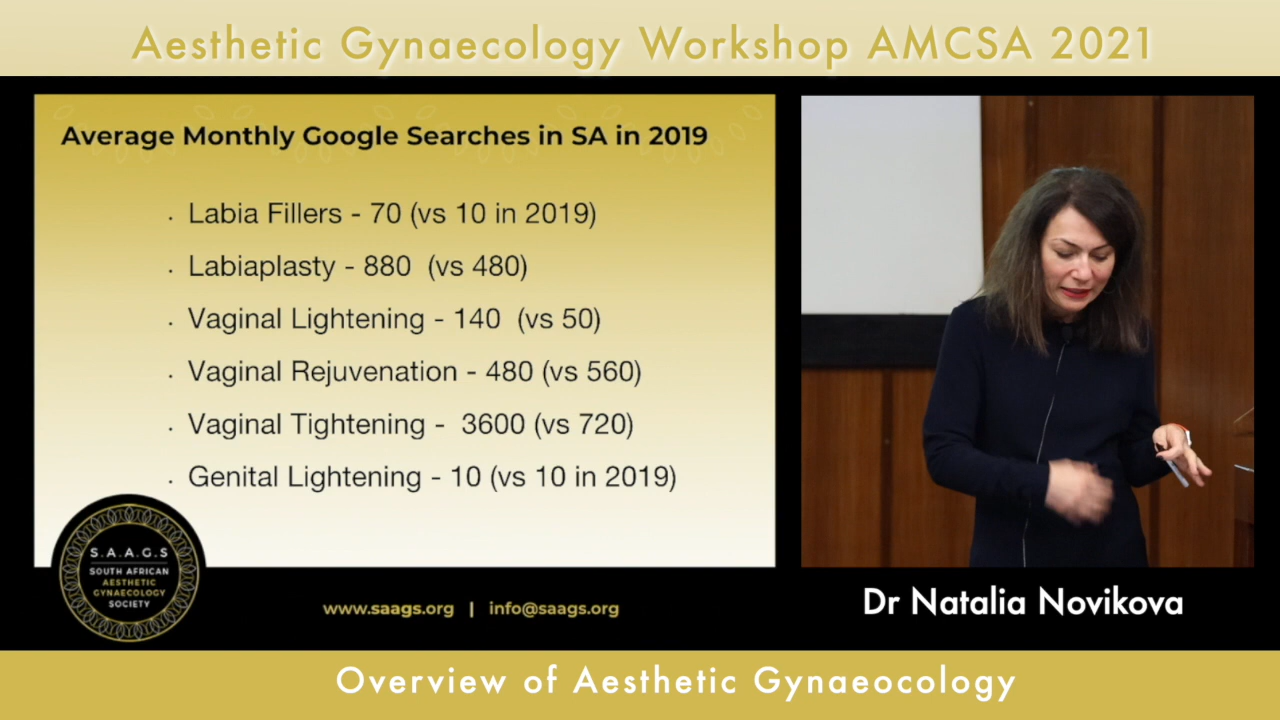 Aesthetic Gynaecology Workshop AMCSA 2021
Average Monthly Google Searches in SA in 2019
· Labia Fillers - 70 (vs 10 in 2019)
· Labiaplasty - 880 (vs 480)
· Vaginal Lightening - 140 (vs 50)
· Vaginal Rejuvenation - 480 (vs 560)
· Vaginal Tightening - 3600 (vs 720)
· Genital Lightening - 10 (vs 10 in 2019)
S.A.A.G.S
SOUTH AFRICAN
AESTHETIC
GYNAECOLOGY
SOCIETY
www.saags.org | info@saags.org
Dr Natalia Novikova
Overview of Aesthetic Gynaeocology